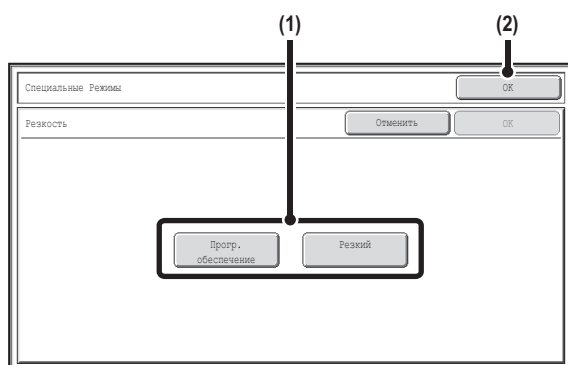 (1) (2)
Специальные Режимы OK
Резкость Отменить OK
Прогр. Резкий
обеспечение